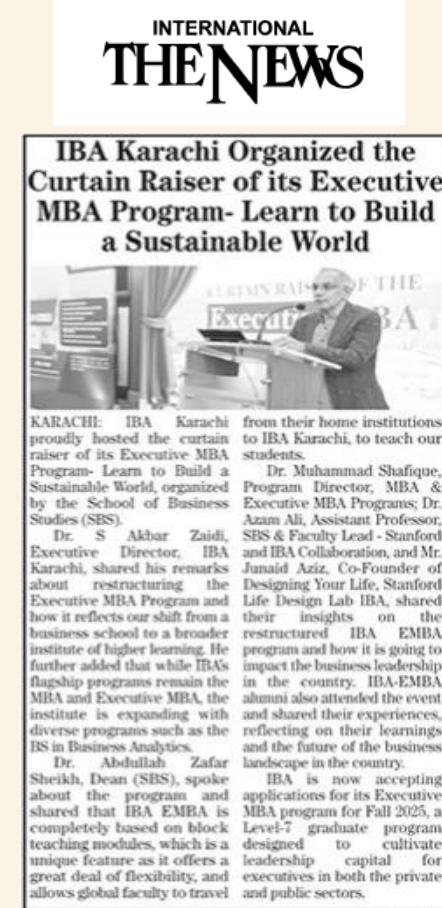 INTERNATIONAL
THE NEWS
IBA Karachi Organized the
Curtain Raiser of its Executive
MBA Program- Learn to Build
a Sustainable World
CURTAIN RAIS OF THE
Executi BA
KARACHI: IBA Karachi
proudly hosted the curtain
raiser of its Executive MBA
Program- Learn to Build a
Sustainable World, organized
by the School of Business
Studies (SBS).
Dr. S Akbar Zaidi,
Executive Director, IBA
Karachi, shared his remarks
about restructuring the
Executive MBA Program and
how it reflects our shift from a
business school to a broader
institute of higher learning. He
further added that while IBA's
flagship programs remain the
MBA and Executive MBA, the
institute is expanding with
diverse programs such as the
BS in Business Analytics.
Dr. Abdullah Zafar
Sheikh, Dean (SBS), spoke
about the program and
shared that IBA EMBA is
completely based on block
teaching modules, which is a
unique feature as it offers a
great deal of flexibility, and
allows global faculty to travel
from their home institutions
to IBA Karachi, to teach our
students.
Dr. Muhammad Shafique,
Program Director, MBA &
Executive MBA Programs; Dr.
Azam Ali, Assistant Professor,
SBS & Faculty Lead - Stanford
and IBA Collaboration, and Mr.
Junaid Aziz, Co-Founder of
Designing Your Life, Stanford
Life Design Lab IBA, shared
their insights on the
restructured IBA EMBA
program and how it is going to
impact the business leadership
in the country. IBA-EMBA
alumni also attended the event
and shared their experiences,
reflecting on their learnings
and the future of the business
landscape in the country.
IBA is now accepting
applications for its Executive
MBA program for Fall 2025, a
Level-7 graduate program
designed to cultivate
leadership capital for
executives in both the private
and public sectors.